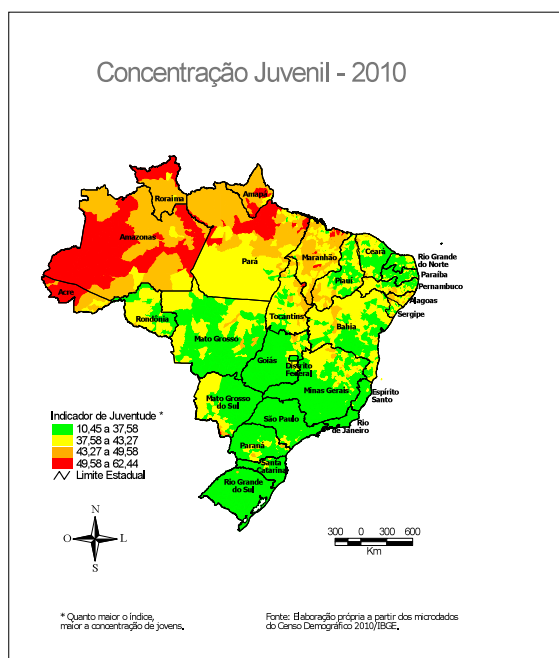 Concentração Juvenil - 2010
Roraima
Amapá
Amazonas
Pará
Maranhão
Ceará
Rio Grande
do Norte
Paraíba
Piauí
Pernambuco
Acre
Alagoas
Sergipe
Tocantins
Rondônia
Bahia
Mato Grosso
Goiás
Distrito
Federal
Minas Gerais
Mato Grosso
do Sul
Espírito
Santo
São Paulo
Rio
de Janeiro
Paraná
Santa
Catarina
Rio Grande
do Sul
Indicador de Juventude *
10,45 a 37,58
37,58 a 43,27
43,27 a 49,58
49,58 a 62,44
Limite Estadual
N
O L
S
300 0 300 600
Km
* Quanto maior o índice,
maior a concentração de jovens.
Fonte: Elaboração própria a partir dos microdados
do Censo Demográfico 2010/IBGE.